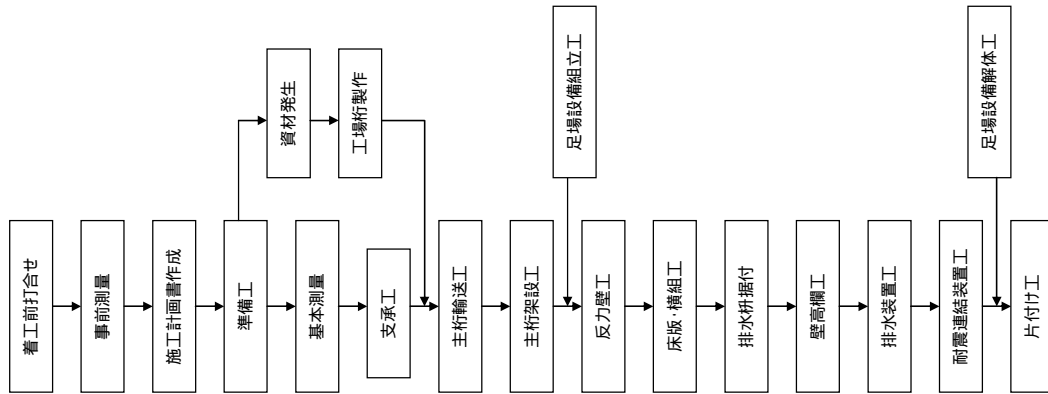 着工前打合せ
事前測量
施工計画書作成
準備工
資材発生
工場桁製作
基本測量
支承工
主桁輸送工
主桁架設工
足場設備組立工
反力壁工
床版・横組工
排水枡据付
壁高欄工
排水装置工
耐震連結装置工
足場設備解体工
片付け工